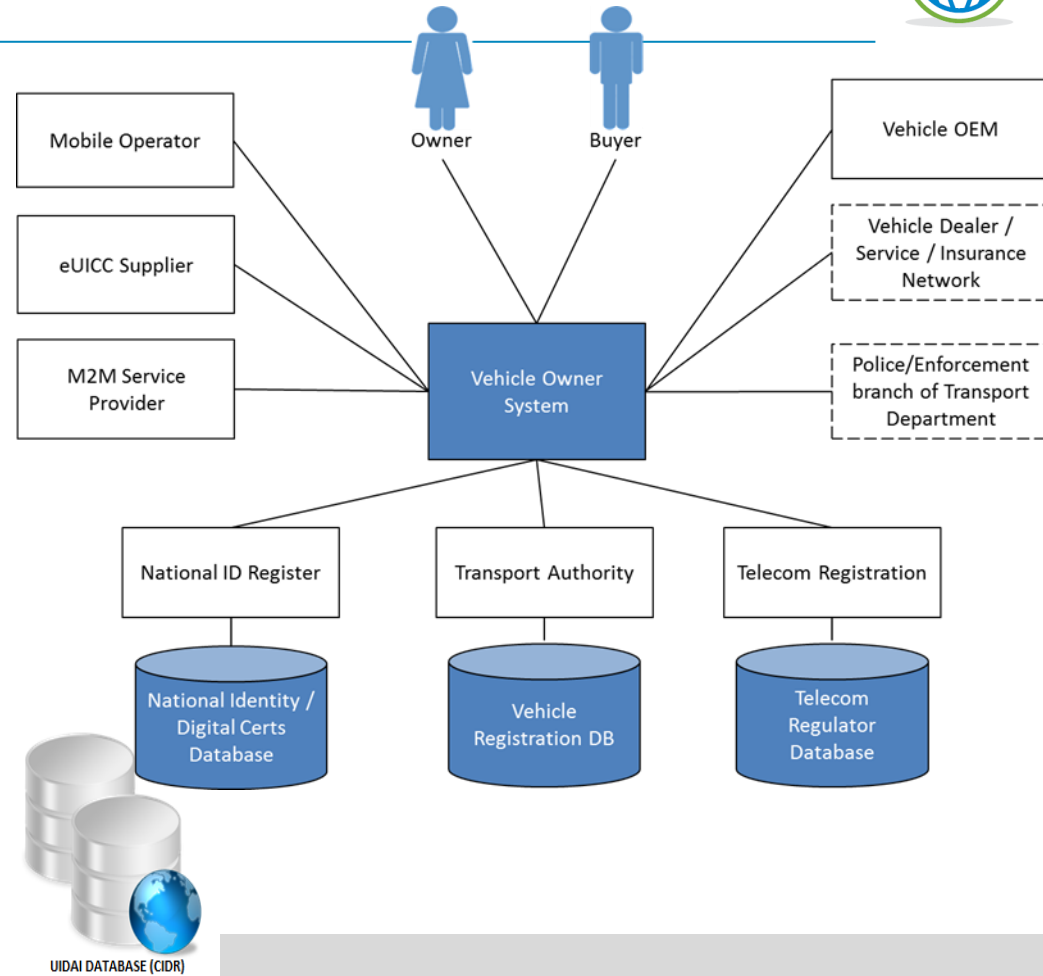 Owner
Buyer
Mobile Operator
Vehicle OEM
eUICC Supplier
Vehicle Dealer /
Service / Insurance
Network
M2M Service
Provider
Vehicle Owner
System
Police/Enforcement
branch of Transport
Department
National ID Register
Transport Authority
Telecom Registration
National Identity /
Digital Certs
Database
Vehicle
Registration DB
Telecom
Regulator
Database
UIDAI DATABASE (CIDR)